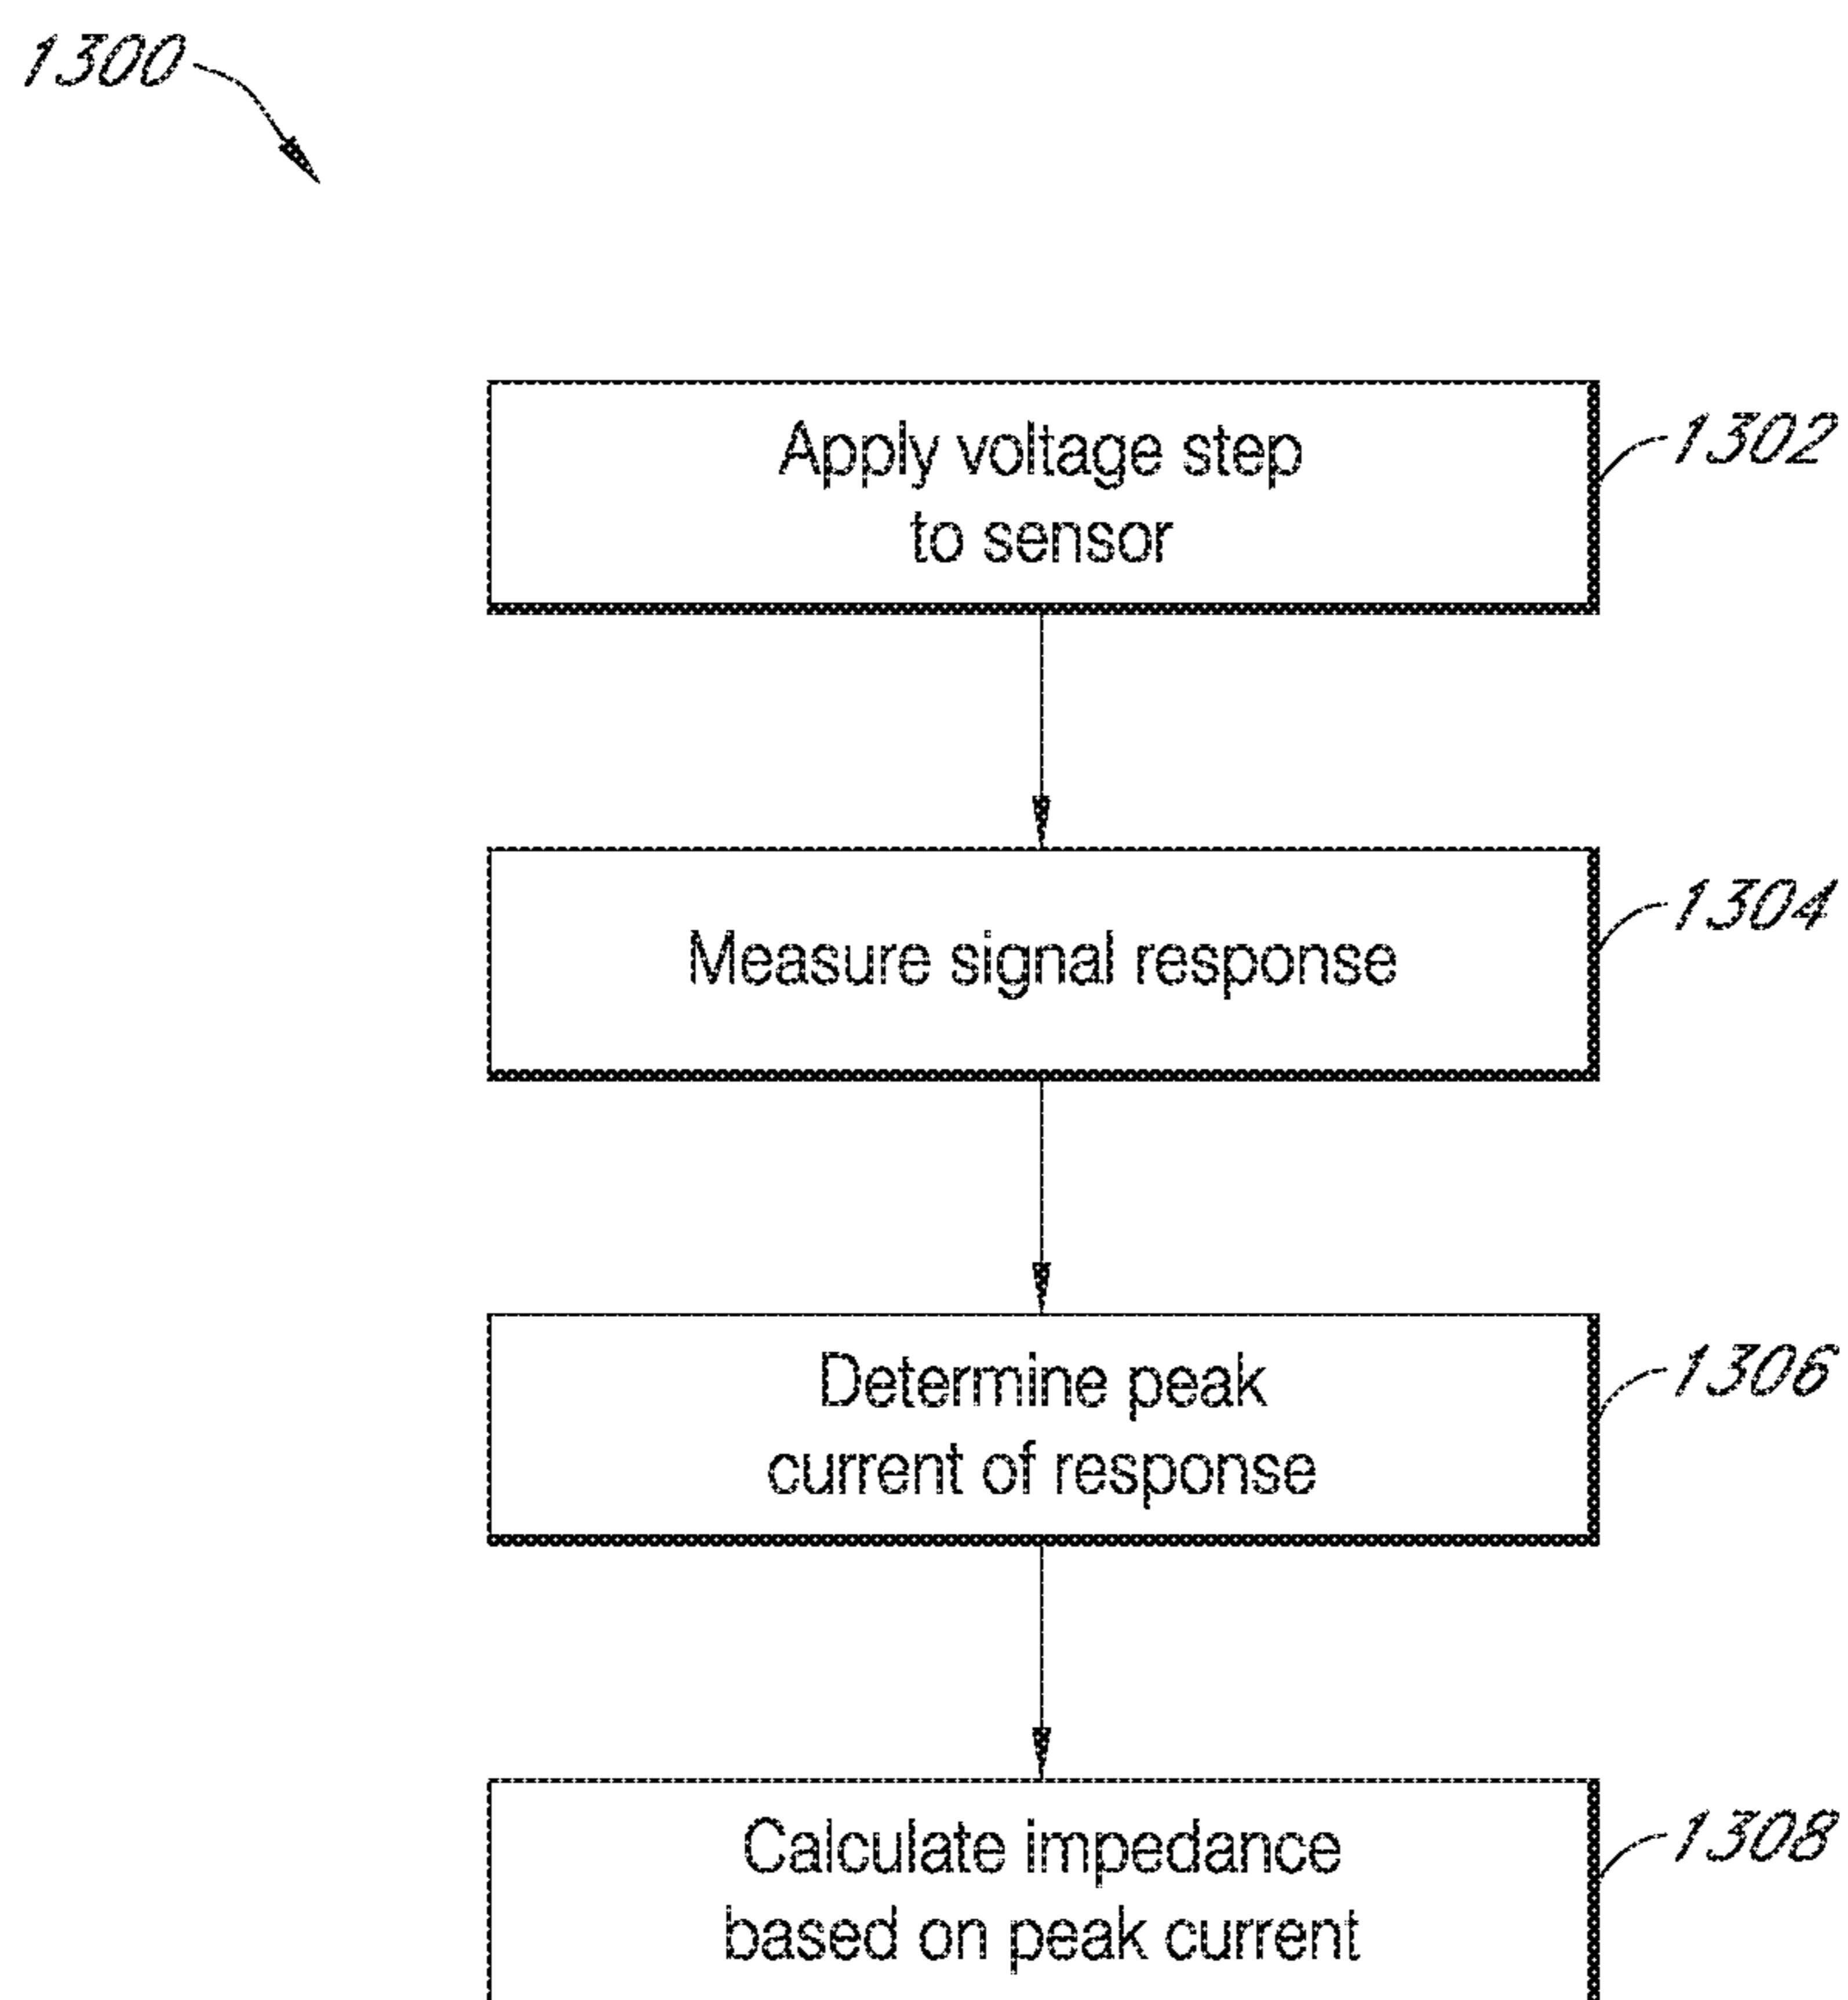 1300
Apply voltage step
to sensor
1302
Measure signal response
1304
Determine peak
current of response
1306
Calculate impedance
based on peak current
1308